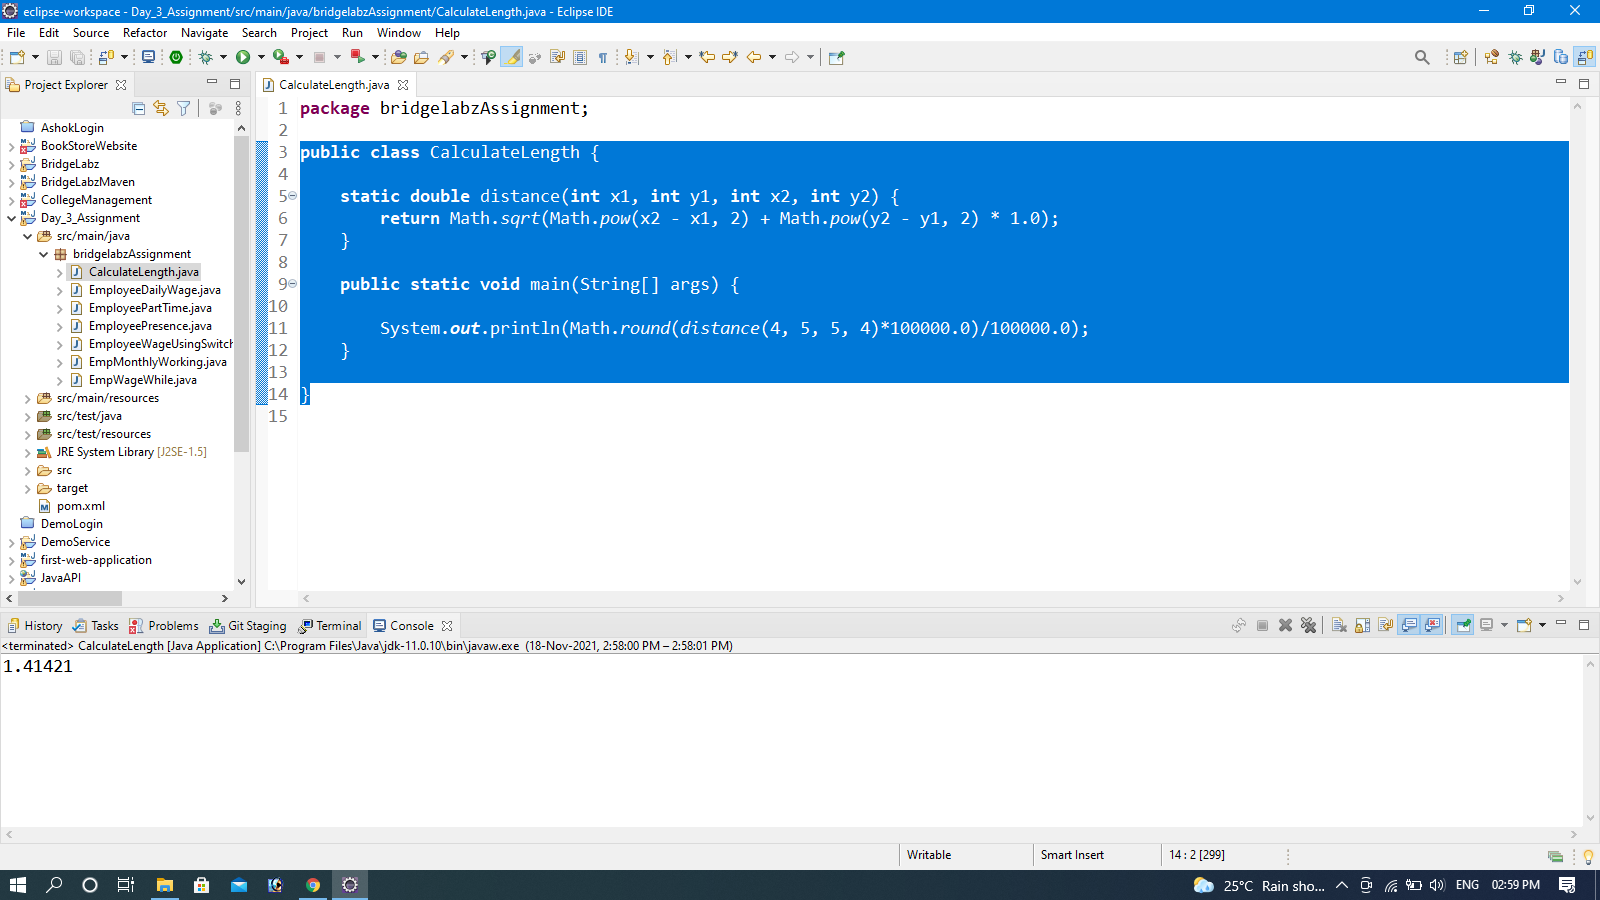 eclipse-workspace - Day_3_Assignment/src/main/java/bridgelabzAssignment/CalculateLength.java - Eclipse IDE
File Edit Source Refactor Navigate Search Project Run Window Help
Project Explorer
AshokLogin
BookStoreWebsite
BridgeLabz
BridgeLabzMaven
CollegeManagement
Day_3_Assignment
src/main/java
bridgelabzAssignment
CalculateLength.java
EmployeeDailyWage.java
EmployeePartTime.java
EmployeePresence.java
EmployeeWageUsingSwitch
EmpMonthlyWorking.java
EmpWageWhile.java
src/main/resources
src/test/java
src/test/resources
JRE System Library [J2SE-1.5]
src
target
pom.xml
DemoLogin
DemoService
first-web-application
JavaAPI
CalculateLength.java
1 package bridgelabzAssignment;
2
3 public class CalculateLength {
4
5 static double distance(int x1, int y1, int x2, int y2) {
6 return Math.sqrt(Math.pow(x2 - x1, 2) + Math.pow(y2 - y1, 2) * 1.0);
7 }
8
9 public static void main(String[] args) {
10
11 System.out.println(Math.round(distance(4, 5, 5, 4)*100000.0)/100000.0);
12 }
13
14 }
15
History Tasks Problems Git Staging Terminal Console
<terminated> CalculateLength [Java Application] C:\Program Files\Java\jdk-11.0.10\bin\javaw.exe (18-Nov-2021, 2:58:00 PM – 2:58:01 PM)
1.41421
Writable Smart Insert 14 : 2 [299]
25°C Rain sho... ENG 02:59 PM